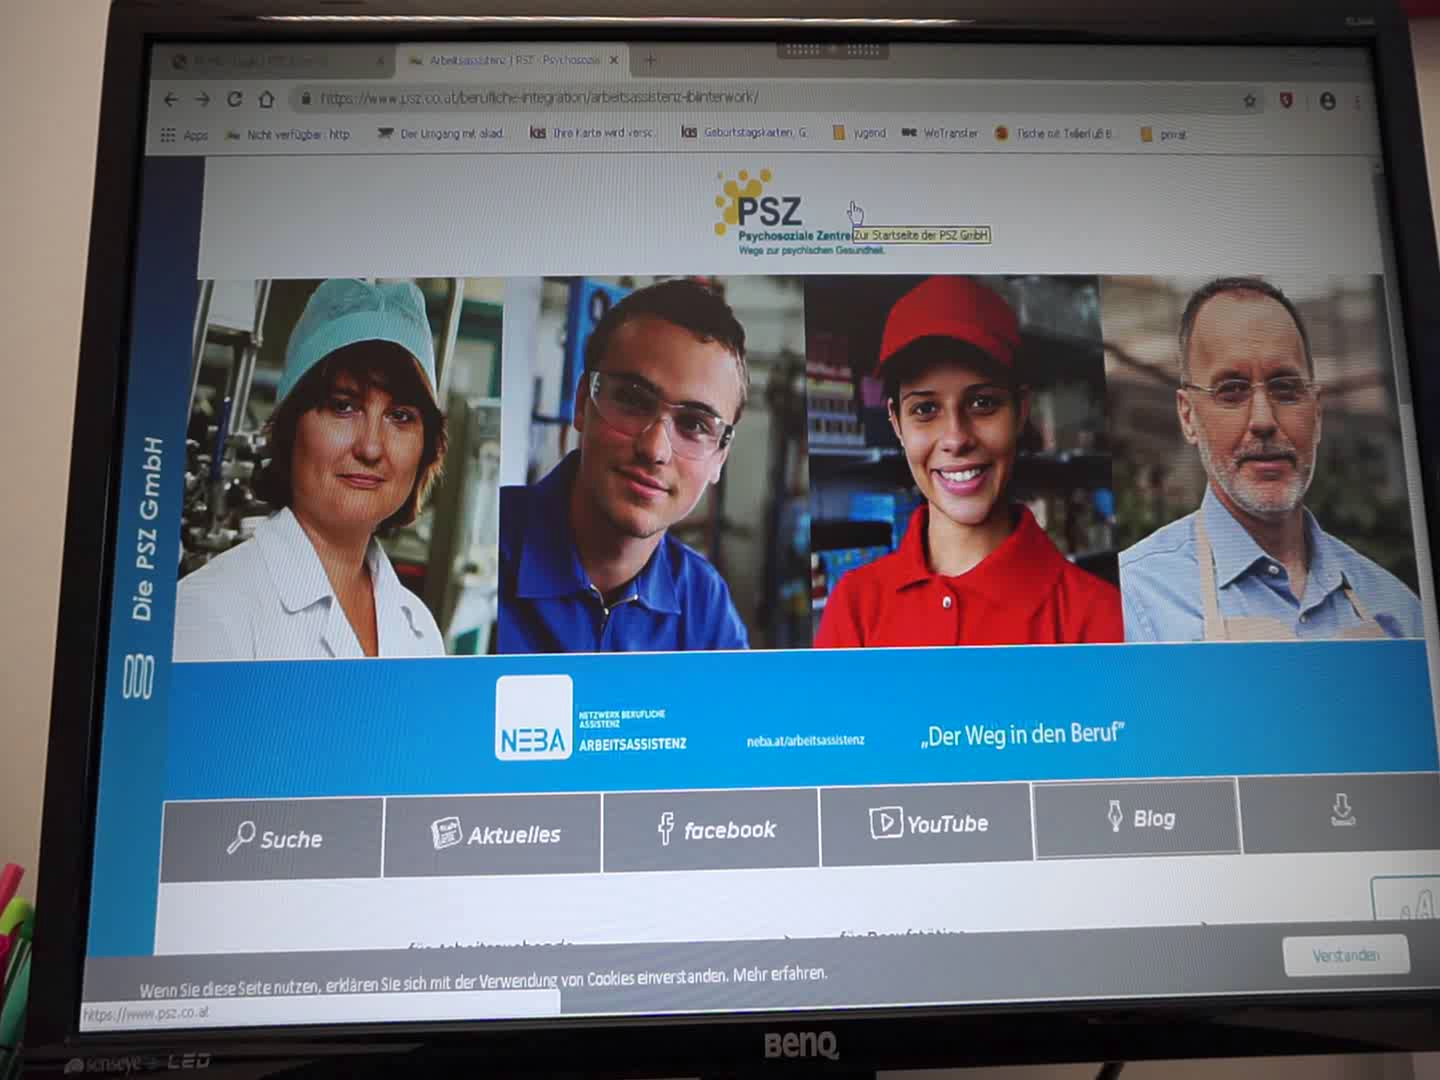 Arbeitsassistenz | PSZ - Psychosozia
https://www.psz.co.at/berufliche-integration/arbeitsassistenz-ibiinterwork/
Apps
Nicht verfügbar: http
Der Umgang mit akad...
Ihre Karte wird versc...
Geburtstagskarten, G...
jugend
WeTransfer
privat
PSZ
Psychosoziale Zentre
Zur Startseite der PSZ GmbH
Wege zur psychischen Gesundheit.
Die PSZ GmbH
NEBA
NETZWERK BERUFLICHE
ASSISTENZ
ARBEITSASSISTENZ
neba.at/arbeitsassistenz
„Der Weg in den Beruf“
Suche
Aktuelles
facebook
YouTube
Blog
Wenn Sie diese Seite nutzen, erklären Sie sich mit der Verwendung von Cookies einverstanden. Mehr erfahren.
Verstanden
https://www.psz.co.at
BenQ
senseye
LED